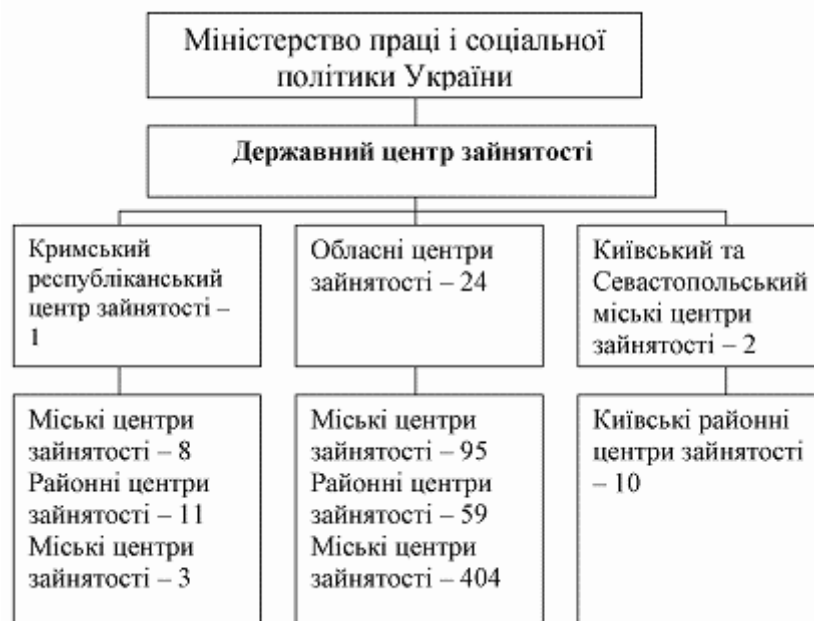 Міністерство праці і соціальної
політики України
Державний центр зайнятості
Кримський
республіканський
центр зайнятості –
1
Обласні центри
зайнятості – 24
Київський та
Севастопольський
міські центри
зайнятості – 2
Міські центри
зайнятості – 8
Районні центри
зайнятості – 11
Міські центри
зайнятості – 3
Міські центри
зайнятості – 95
Районні центри
зайнятості – 59
Міські центри
зайнятості – 404
Київські районні
центри зайнятості
– 10